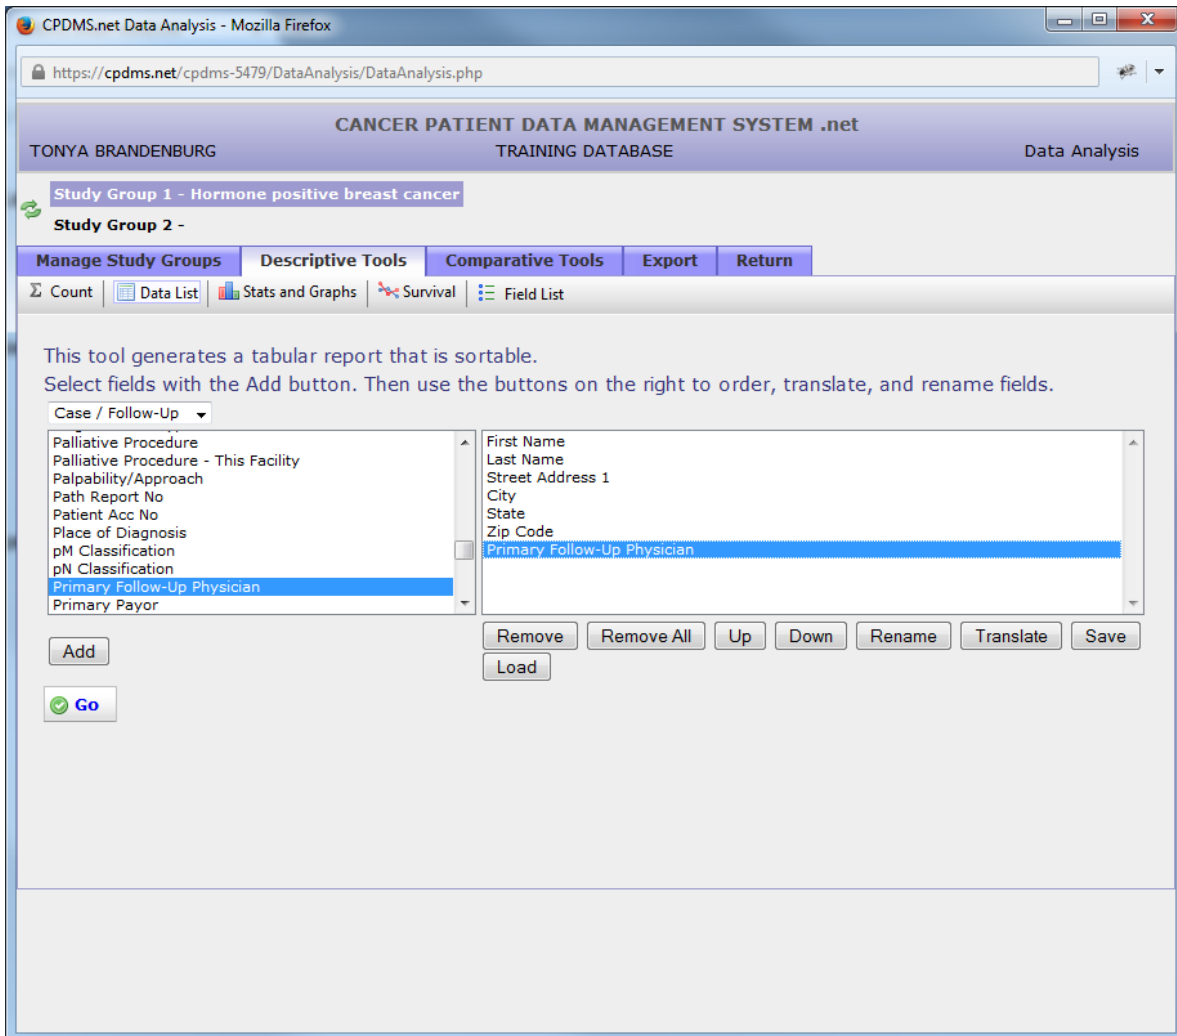 CPDMS.net Data Analysis - Mozilla Firefox
https://cpdms.net/cpdms-5479/DataAnalysis/DataAnalysis.php
CANCER PATIENT DATA MANAGEMENT SYSTEM .net
TONYA BRANDENBURG TRAINING DATABASE Data Analysis
Study Group 1 - Hormone positive breast cancer
Study Group 2 -
Manage Study Groups Descriptive Tools Comparative Tools Export Return
Σ Count Data List Stats and Graphs Survival Field List
This tool generates a tabular report that is sortable.
Select fields with the Add button. Then use the buttons on the right to order, translate, and rename fields.
Case / Follow-Up
Palliative Procedure
Palliative Procedure - This Facility
Palpability/Approach
Path Report No
Patient Acc No
Place of Diagnosis
pM Classification
pN Classification
Primary Follow-Up Physician
Primary Payor
First Name
Last Name
Street Address 1
City
State
Zip Code
Primary Follow-Up Physician
Add
Remove Remove All Up Down Rename Translate Save
Load
Go